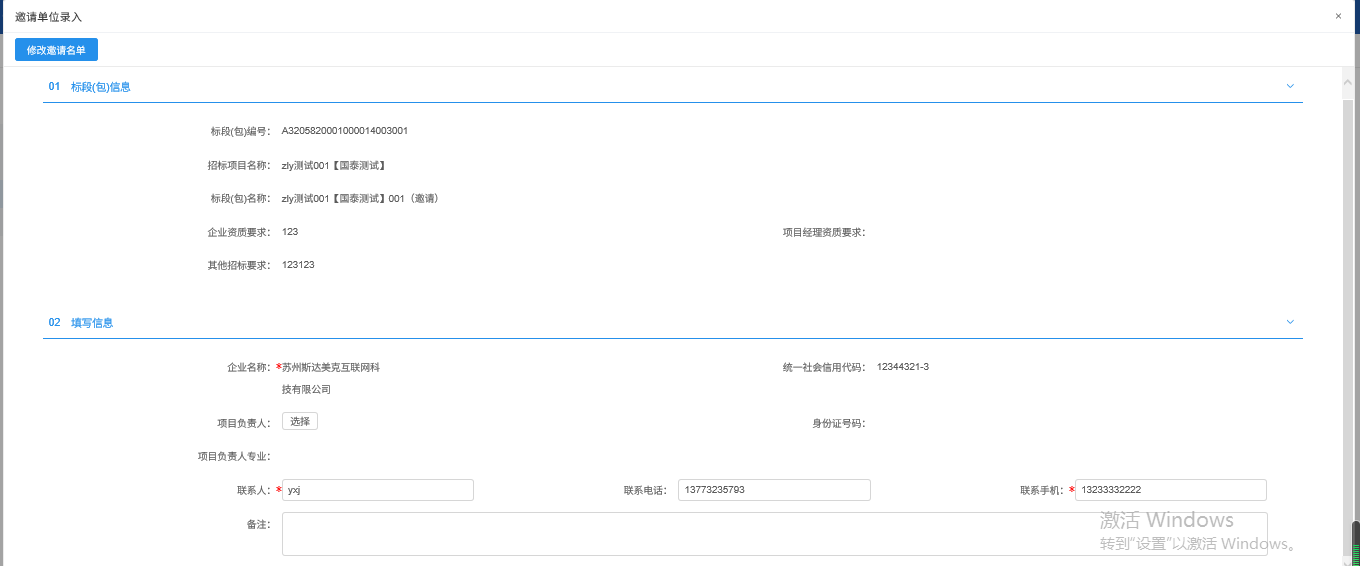 邀请单位录入
×
修改邀请名单
01 标段(包)信息
标段(包)编号: A3205820001000014003001
招标项目名称: zly测试001【国泰测试】
标段(包)名称: zly测试001【国泰测试】001（邀请）
企业资质要求: 123 项目经理资质要求:
其他招标要求: 123123
02 填写信息
企业名称: *苏州斯达美克互联网科 统一社会信用代码: 12344321-3
技有限公司
项目负责人: 选择 身份证号码:
项目负责人专业:
联系人: * yxj 联系电话: 13773235793 联系手机: * 13233332222
备注:
激活 Windows
转到“设置”以激活 Windows。